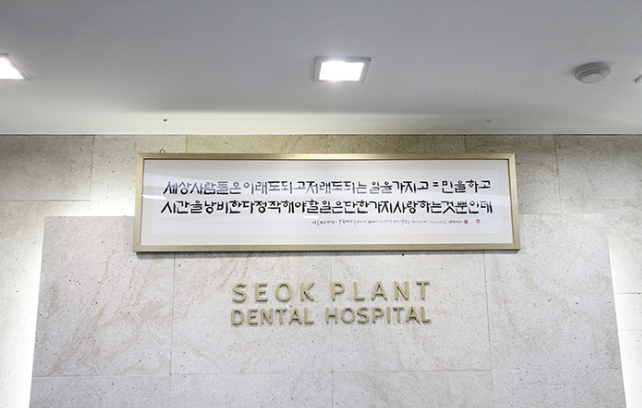 세상사람들은 이래도되고저래도되는 일을가지고 고민을하고
시간을낭비한다정작해야할일은단한가지사랑하는것뿐인데
SEOK PLANT
DENTAL HOSPITAL